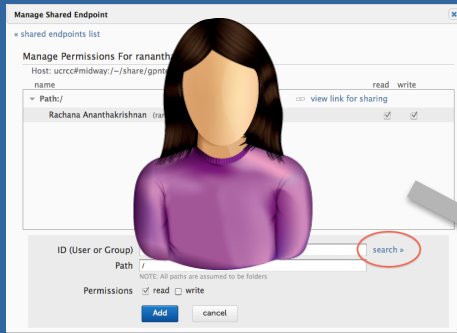 Manage Shared Endpoint
« shared endpoints list
Manage Permissions For
Host: ucrcc#midway:/~/share/
name read write
Path:/ view link for sharing
Rachana Ananthakrishnan
ID (User or Group) search »
Path /
NOTE: All paths are assumed to be folders
Permissions read write
Add cancel